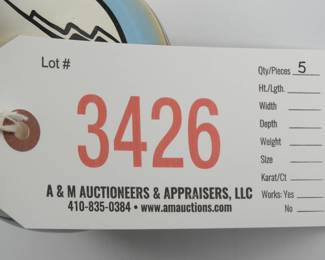 Lot #
3426
A & M AUCTIONEERS & APPRAISERS, LLC
410-835-0384 • www.amauctions.com
Qty/Pieces 5
Ht./Lgth.
Width
Depth
Weight
Size
Karat/Ct
Works: Yes
No